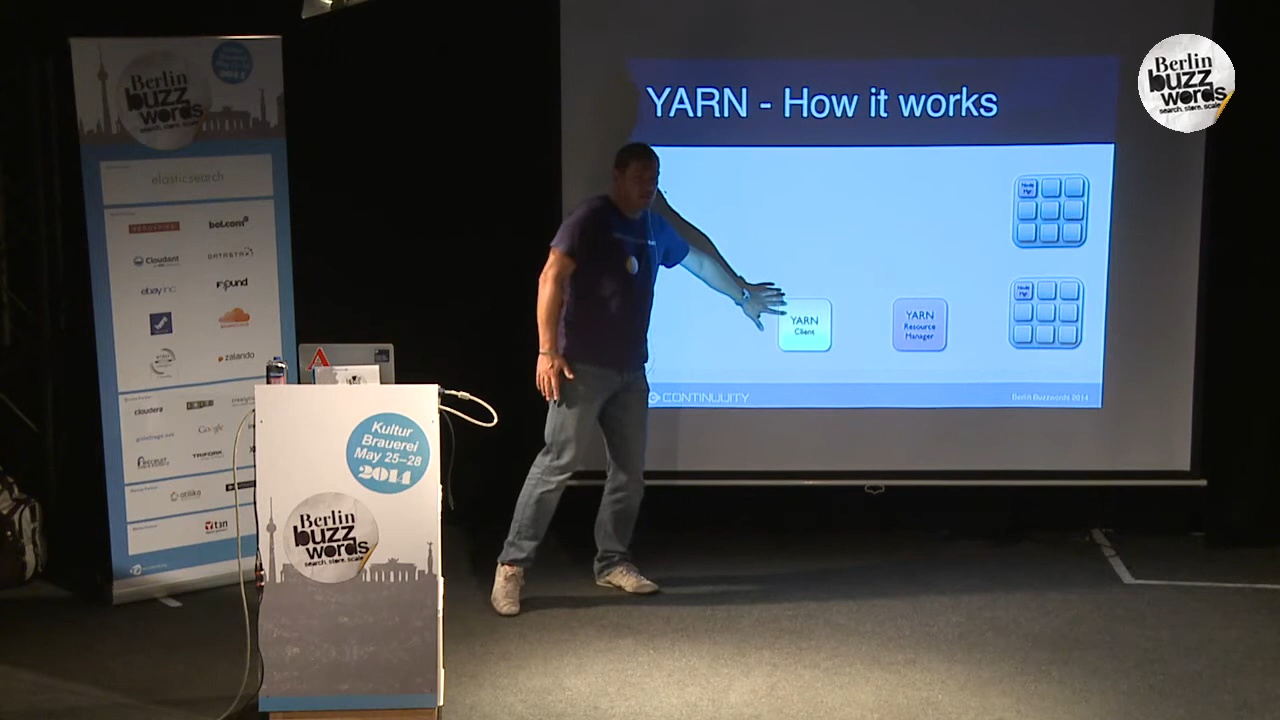 Berlin
buzz
words
search. store. scale.
Berlin
buzz
words
search. store. scale
elasticsearch
bol.com
Cloudant
DATASTAX
ebay inc
found
zalando
cloudera
Google
TRIFORK
YARN - How it works
Node
Mgr
Node
Mgr
YARN
Client
YARN
Resource
Manager
CONTINUUITY
Berlin Buzzwords 2014
Kultur
Brauerei
May 25–28
2014
Berlin
buzz
words
search. store. scale.